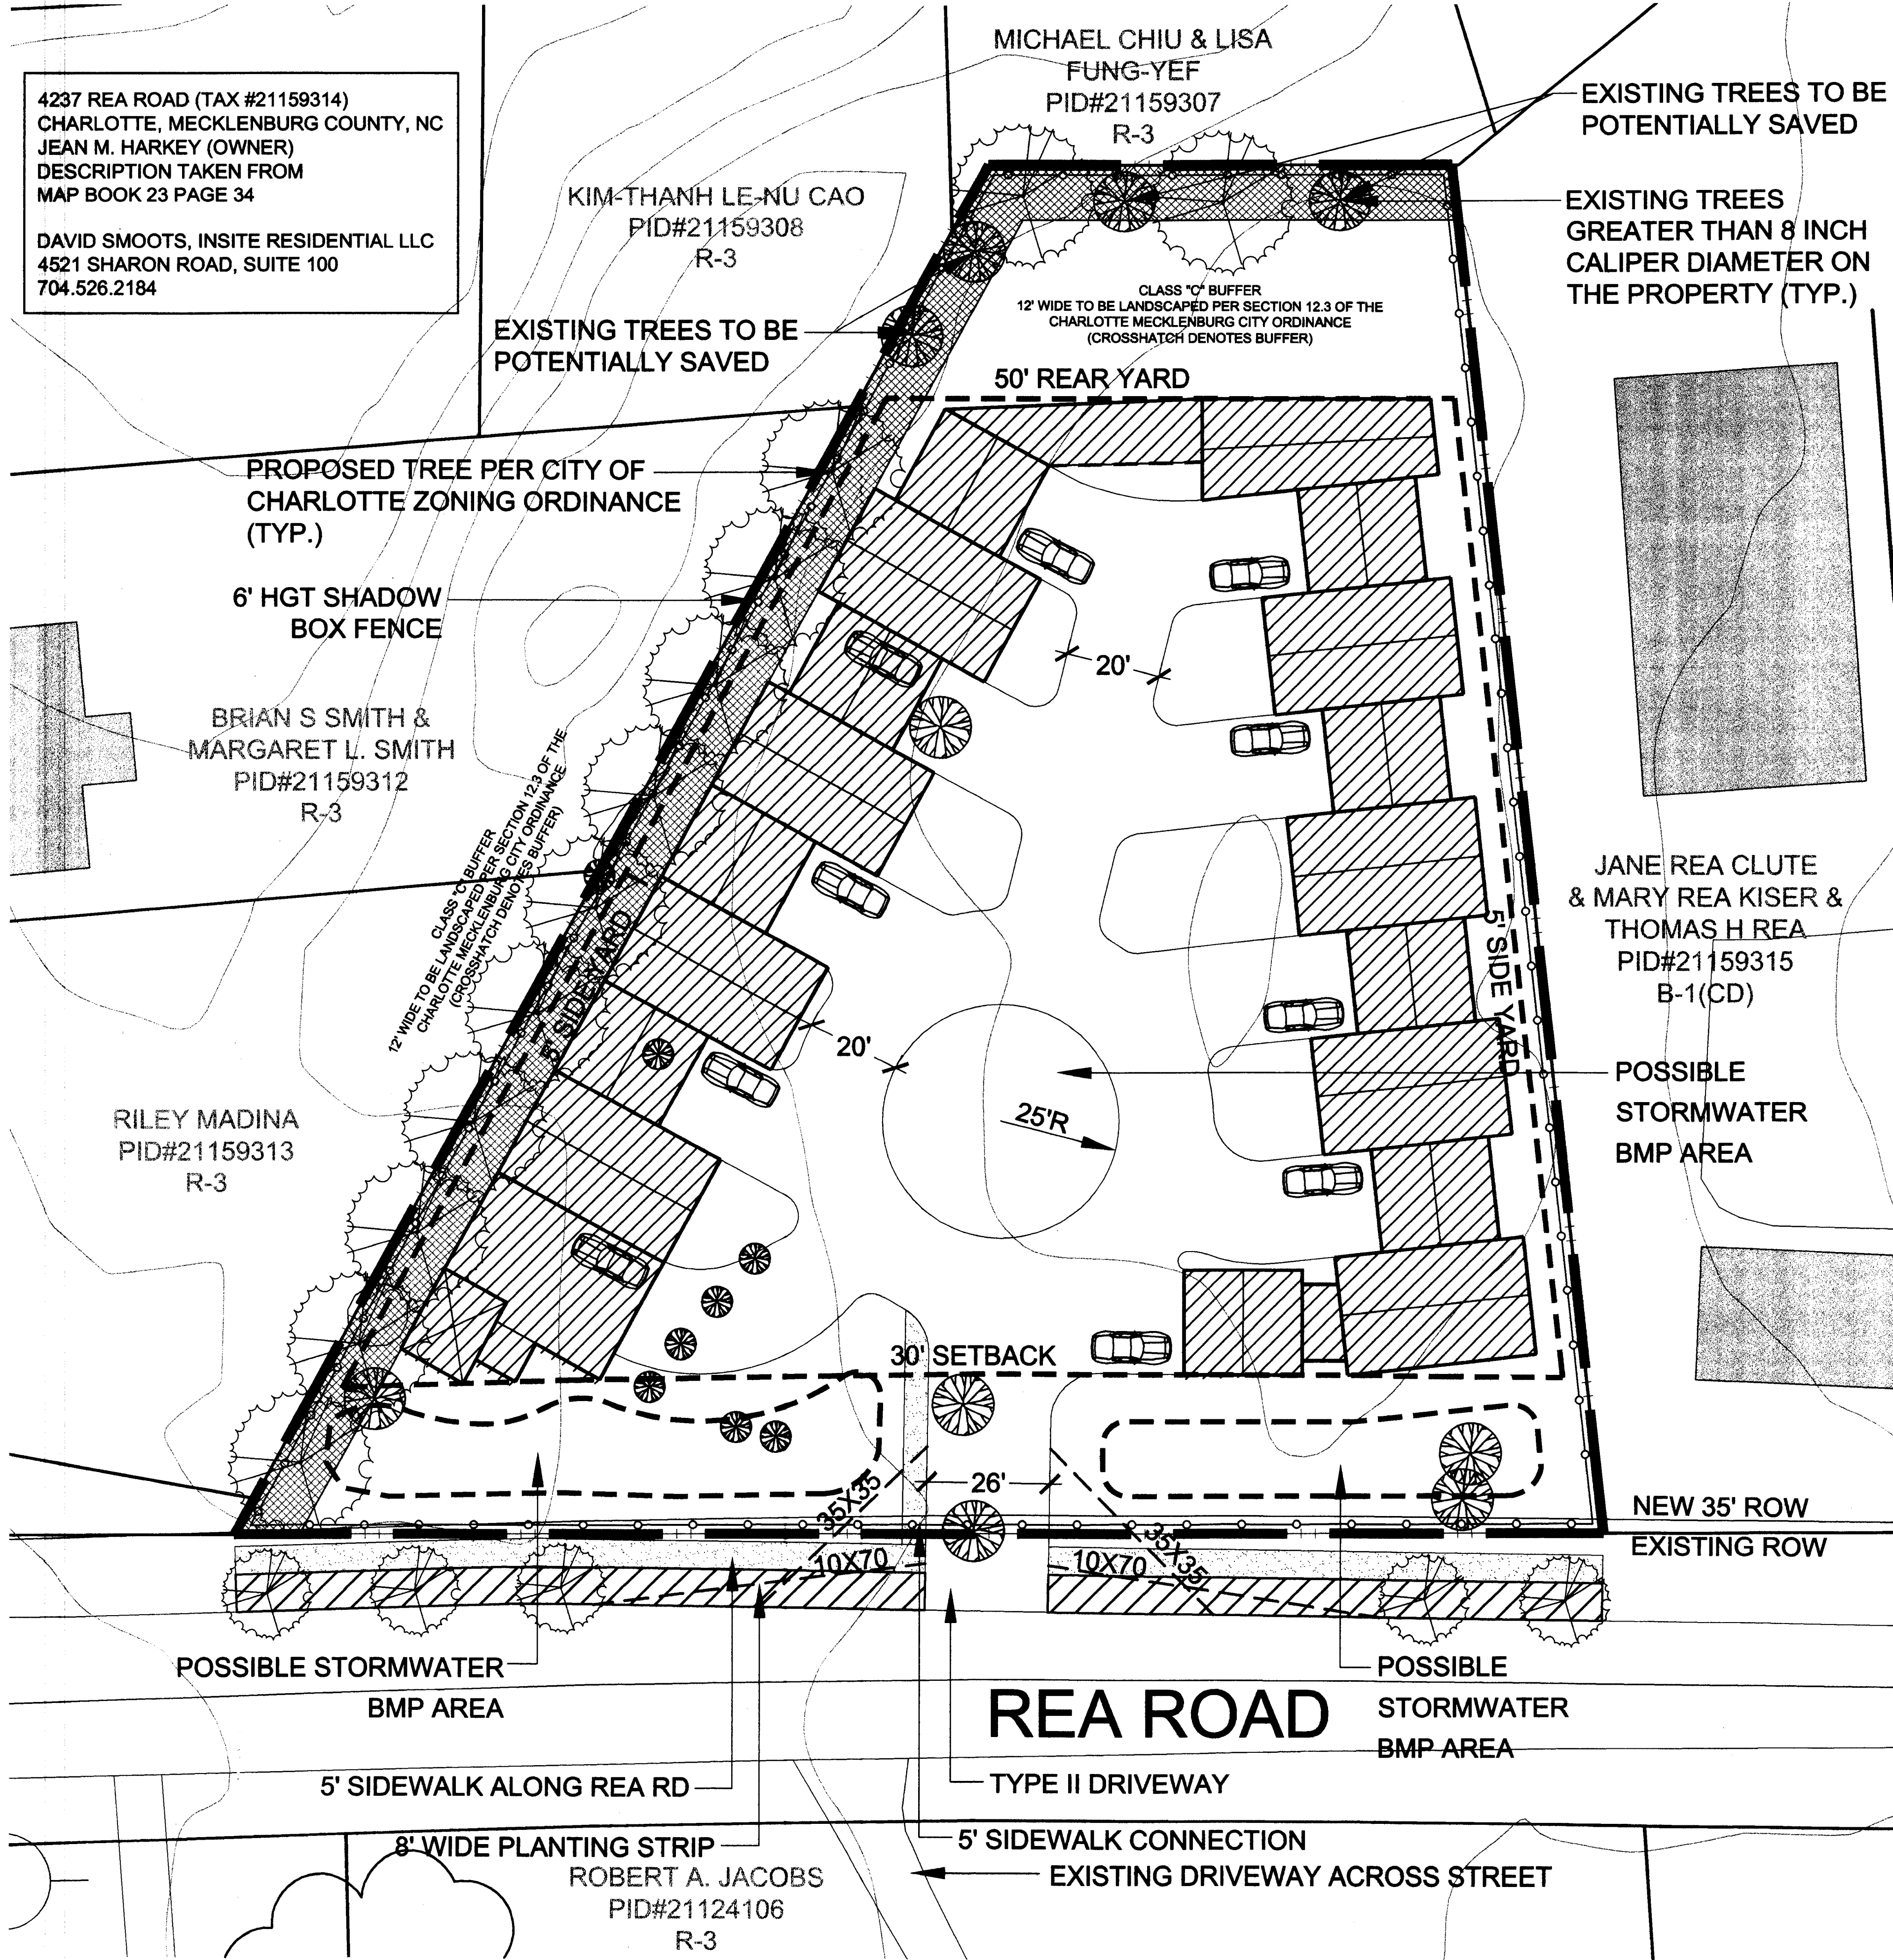 4237 REA ROAD (TAX #21159314)
CHARLOTTE, MECKLENBURG COUNTY, NC
JEAN M. HARKEY (OWNER)
DESCRIPTION TAKEN FROM
MAP BOOK 23 PAGE 34
DAVID SMOOTS, INSITE RESIDENTIAL LLC
4521 SHARON ROAD, SUITE 100
704.526.2184
MICHAEL CHIU & LISA
FUNG-YEF
PID#21159307
R-3
EXISTING TREES TO BE
POTENTIALLY SAVED
KIM-THANH LE-NU CAO
PID#21159308
R-3
EXISTING TREES
GREATER THAN 8 INCH
CALIPER DIAMETER ON
THE PROPERTY (TYP.)
CLASS "C" BUFFER
12' WIDE TO BE LANDSCAPED PER SECTION 12.3 OF THE
CHARLOTTE MECKLENBURG CITY ORDINANCE
(CROSSHATCH DENOTES BUFFER)
EXISTING TREES TO BE
POTENTIALLY SAVED
50' REAR YARD
PROPOSED TREE PER CITY OF
CHARLOTTE ZONING ORDINANCE
(TYP.)
6' HGT SHADOW
BOX FENCE
20'
BRIAN S SMITH &
MARGARET L. SMITH
PID#21159312
R-3
CLASS "C" BUFFER
12' WIDE TO BE LANDSCAPED PER SECTION 12.3 OF THE
CHARLOTTE MECKLENBURG CITY ORDINANCE
(CROSSHATCH DENOTES BUFFER)
5' SIDE YARD
5' SIDE YARD
JANE REA CLUTE
& MARY REA KISER &
THOMAS H REA
PID#21159315
B-1(CD)
20'
25'R
POSSIBLE
STORMWATER
BMP AREA
RILEY MADINA
PID#21159313
R-3
30' SETBACK
26'
35X35
35X35
10X70
10X70
NEW 35' ROW
EXISTING ROW
POSSIBLE STORMWATER
BMP AREA
REA ROAD
POSSIBLE
STORMWATER
BMP AREA
5' SIDEWALK ALONG REA RD
TYPE II DRIVEWAY
8' WIDE PLANTING STRIP
5' SIDEWALK CONNECTION
EXISTING DRIVEWAY ACROSS STREET
ROBERT A. JACOBS
PID#21124106
R-3